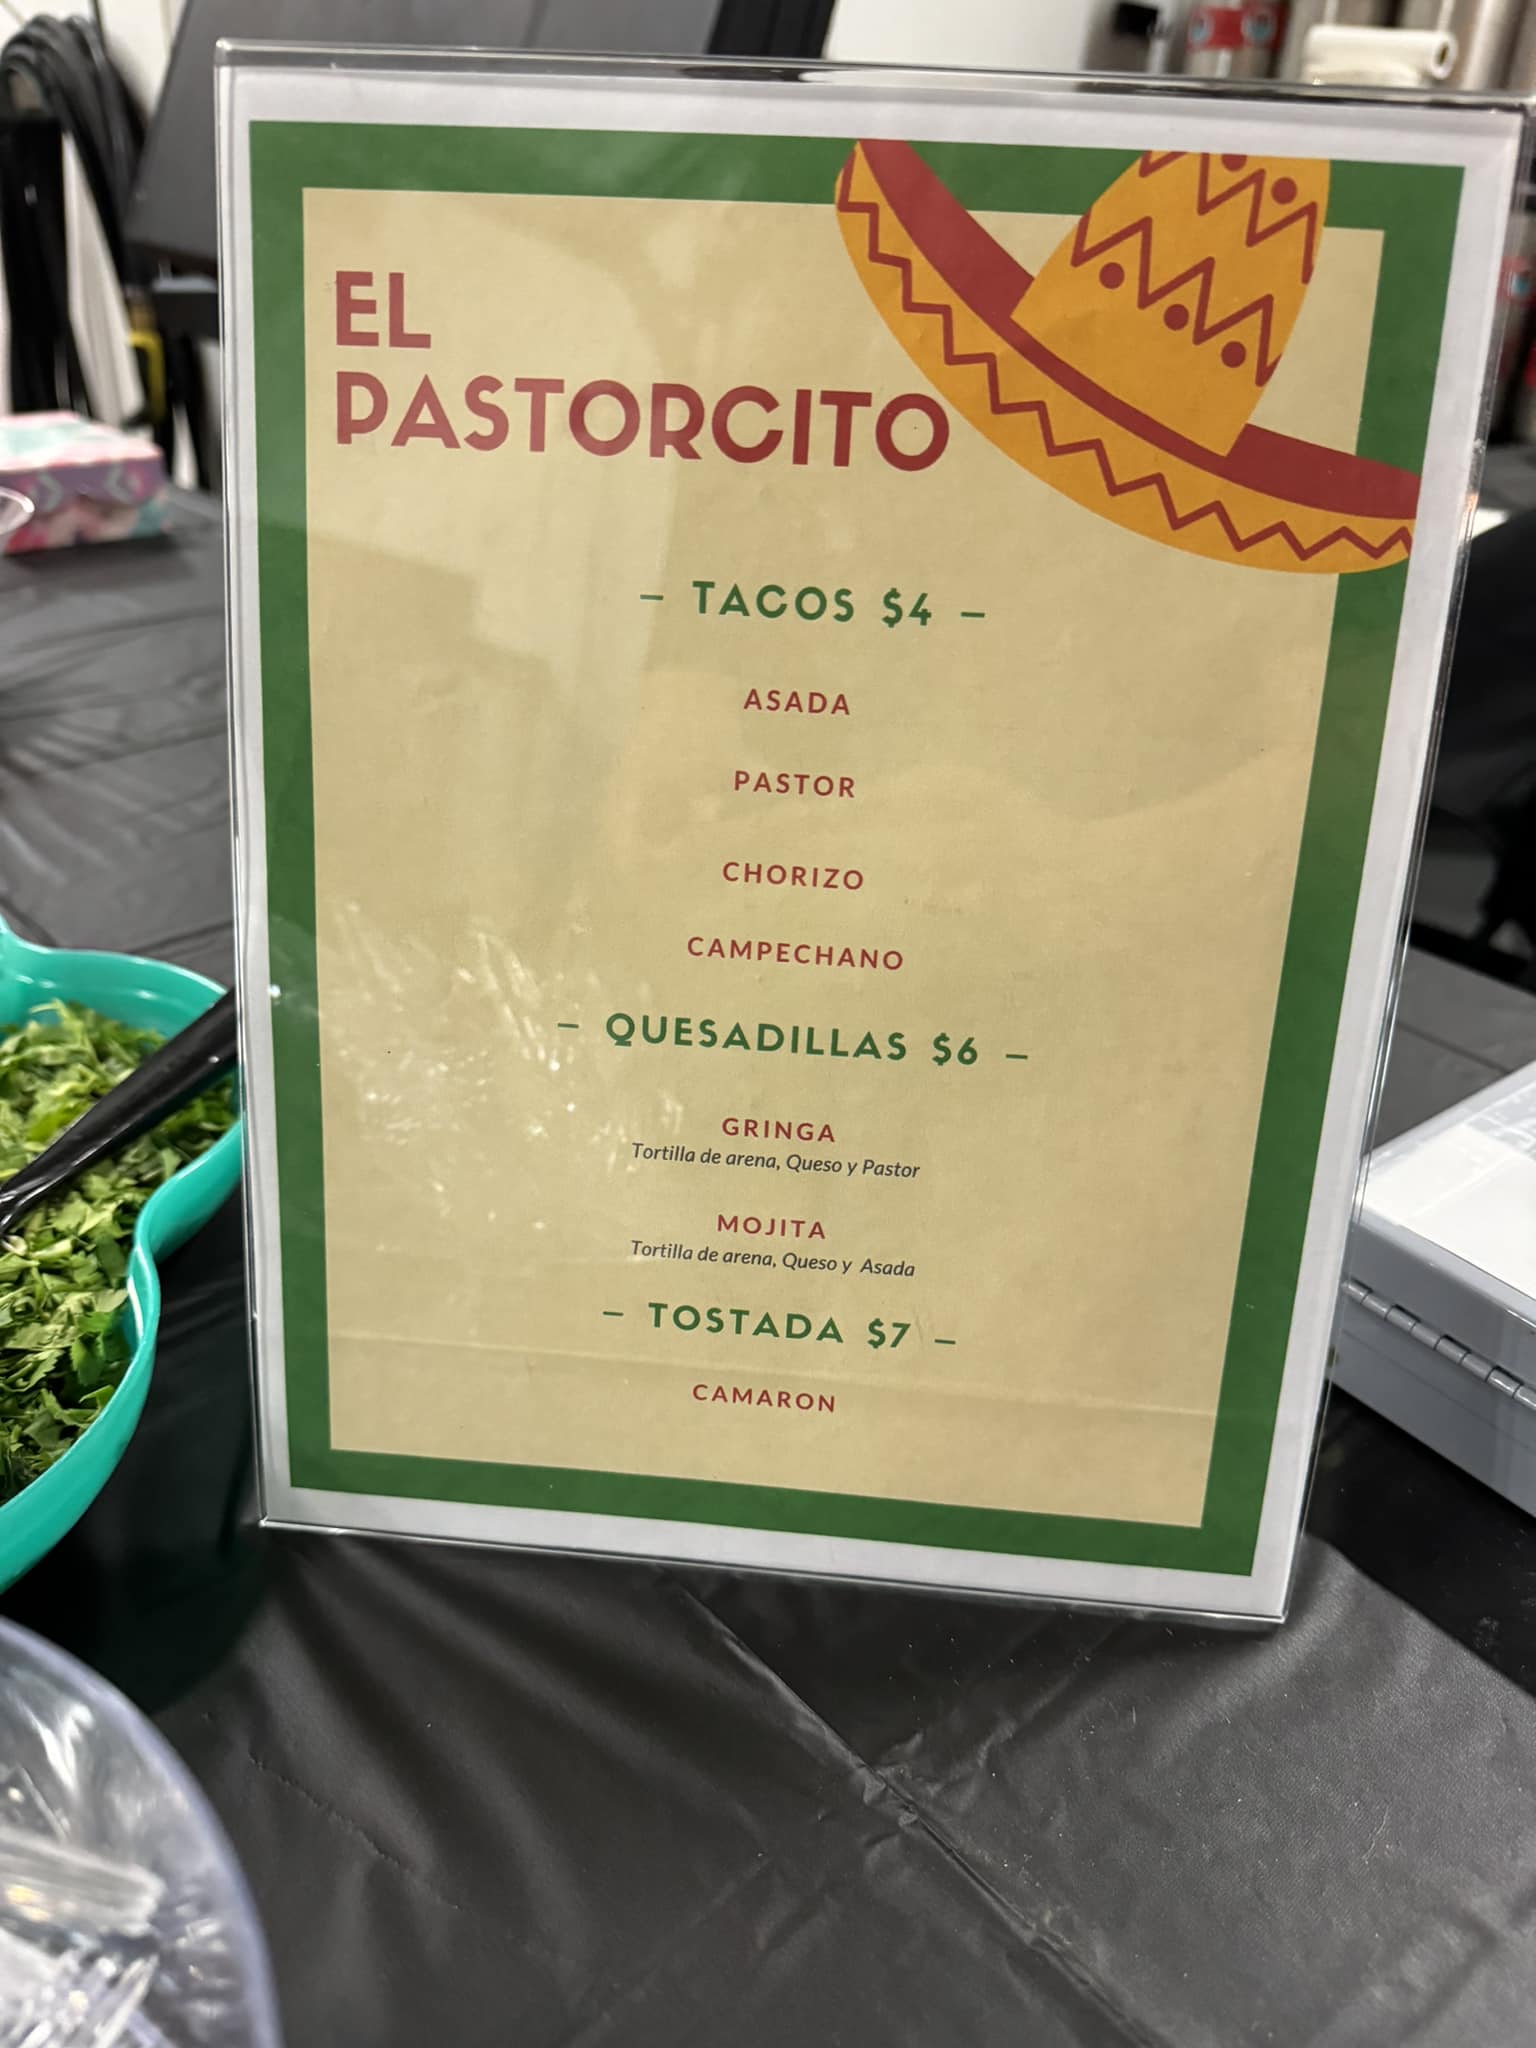 EL
PASTORCITO
– TACOS $4 –
ASADA
PASTOR
CHORIZO
CAMPECHANO
– QUESADILLAS $6 –
GRINGA
Tortilla de arena, Queso y Pastor
MOJITA
Tortilla de arena, Queso y Asada
– TOSTADA $7 –
CAMARON